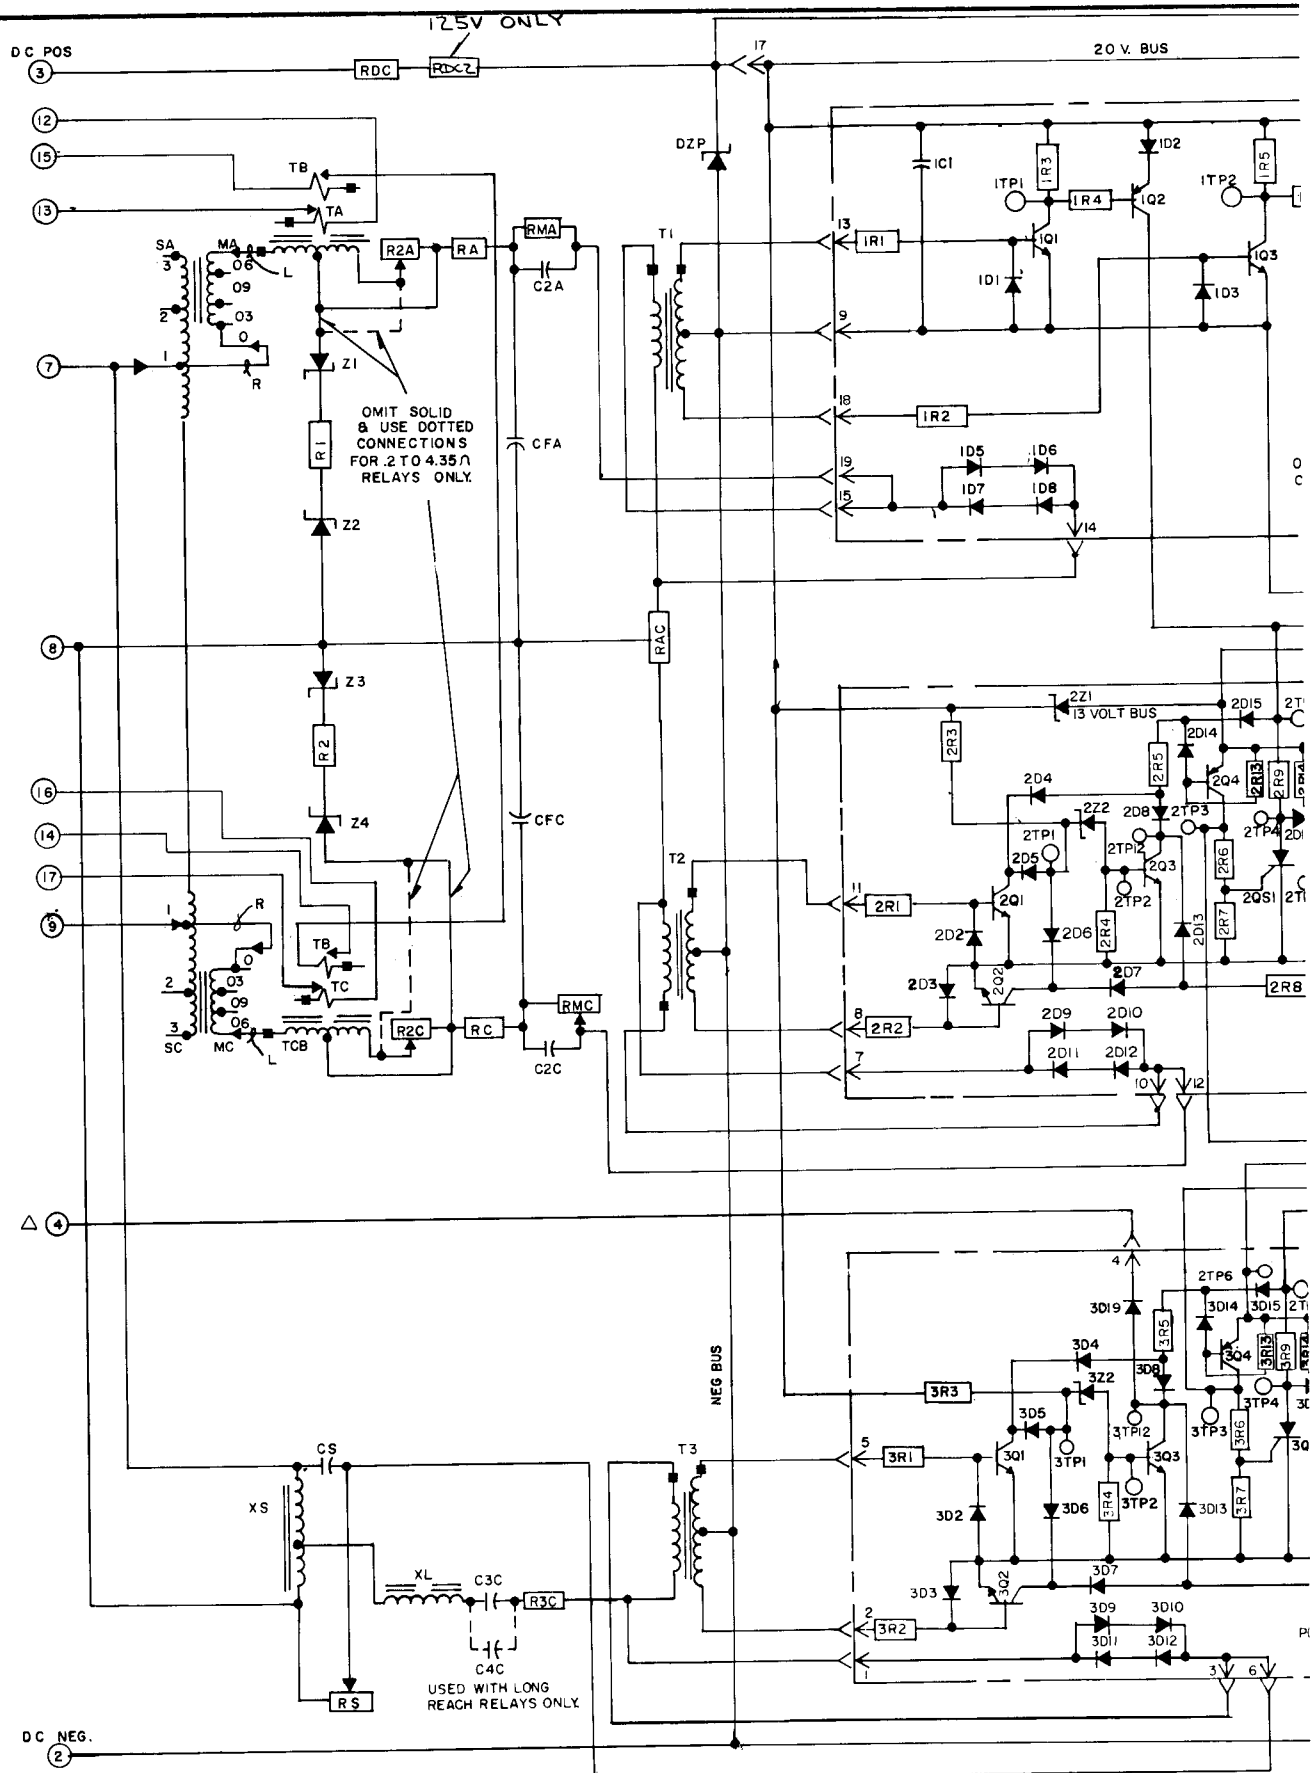 125V ONLY
DC POS
3
RDC
RDC2
17
20 V. BUS
12
15
13
TB
TA
DZP
1C1
1R3
1D2
1R5
1TP1
1R4
1Q2
1TP2
SA
3
MA
06
L
R2A
RA
RMA
C2A
T1
13
1R1
1Q1
1Q3
1D1
1D3
09
2
03
0
9
7
1
R
Z1
OMIT SOLID
& USE DOTTED
CONNECTIONS
FOR .2 TO 4.35Ω
RELAYS ONLY.
R1
CFA
18
1R2
19
15
1D5
1D6
1D7
1D8
14
Z2
8
RAC
Z3
R2
Z4
2Z1
13 VOLT BUS
2R3
2D15
2D14
2R5
2Q4
2R13
2R9
2D4
2D8
2TP3
2Z2
2TP1
2TP12
2TP4
2R6
16
14
17
CFC
T2
2D5
2Q3
2Q1
2TP2
2QS1
11
2R1
2R4
2R7
2D13
9
1
R
TB
0
2D2
2D6
2
03
TC
09
2D3
2Q2
2D7
2R8
3
SC
06
MC
L
TCB
R2C
RC
RMC
C2C
8
2R2
7
2D9
2D10
2D11
2D12
10
12
Δ
4
4
2TP6
3D19
3D14
3D15
3R5
3Q4
3R13
3R9
NEG BUS
3D4
3D8
3R3
3Z2
3TP12
3TP3
3TP4
3D5
3TP1
3R6
CS
T3
5
3R1
3Q1
3Q3
XS
3D2
3D6
3R4
3TP2
3D13
3R7
XL
C3C
R3C
3D3
3Q2
3D7
C4C
USED WITH LONG
REACH RELAYS ONLY.
2
3R2
1
3D9
3D10
3D11
3D12
3
6
RS
DC NEG.
2